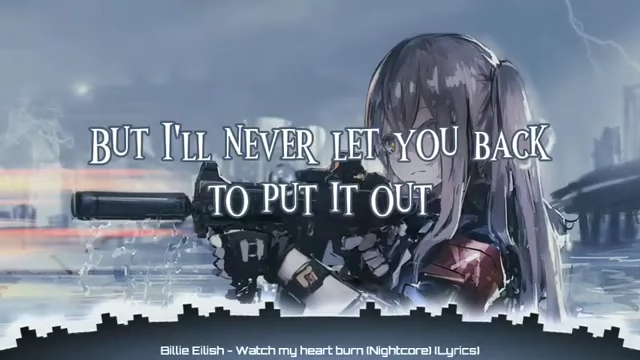 BUT I'LL NEVER LET YOU BACK
TO PUT IT OUT
Billie Eilish - Watch my heart burn (Nightcore) (Lyrics)